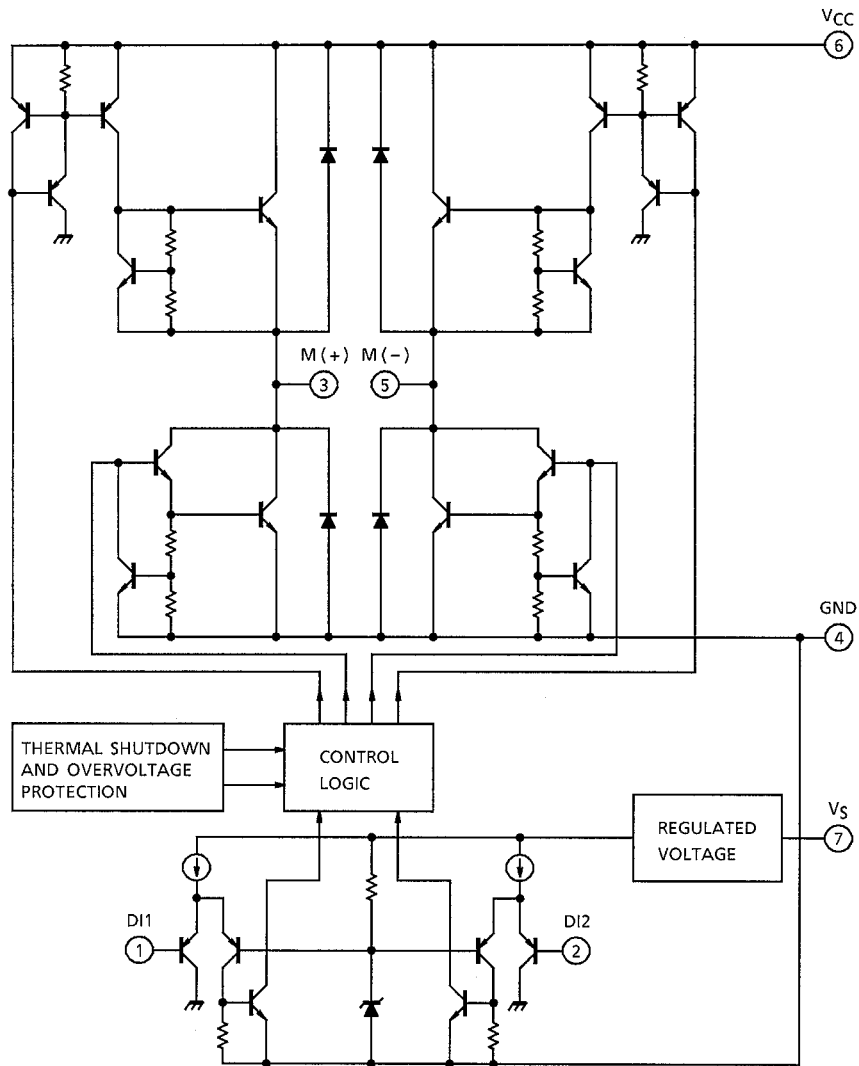 VCC
6
M(+) M(−)
3 5
GND
4
THERMAL SHUTDOWN
AND OVERVOLTAGE
PROTECTION
CONTROL
LOGIC
REGULATED
VOLTAGE
VS
7
DI1
1
DI2
2